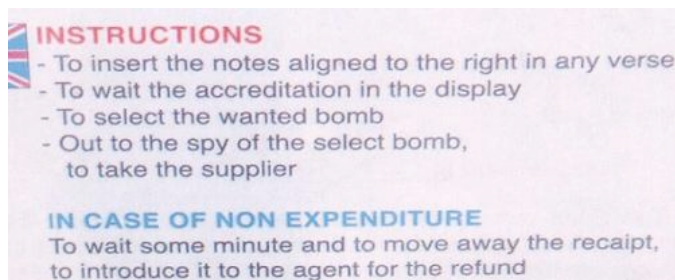 INSTRUCTIONS
- To insert the notes aligned to the right in any verse
- To wait the accreditation in the display
- To select the wanted bomb
- Out to the spy of the select bomb,
to take the supplier
IN CASE OF NON EXPENDITURE
To wait some minute and to move away the recaipt,
to introduce it to the agent for the refund